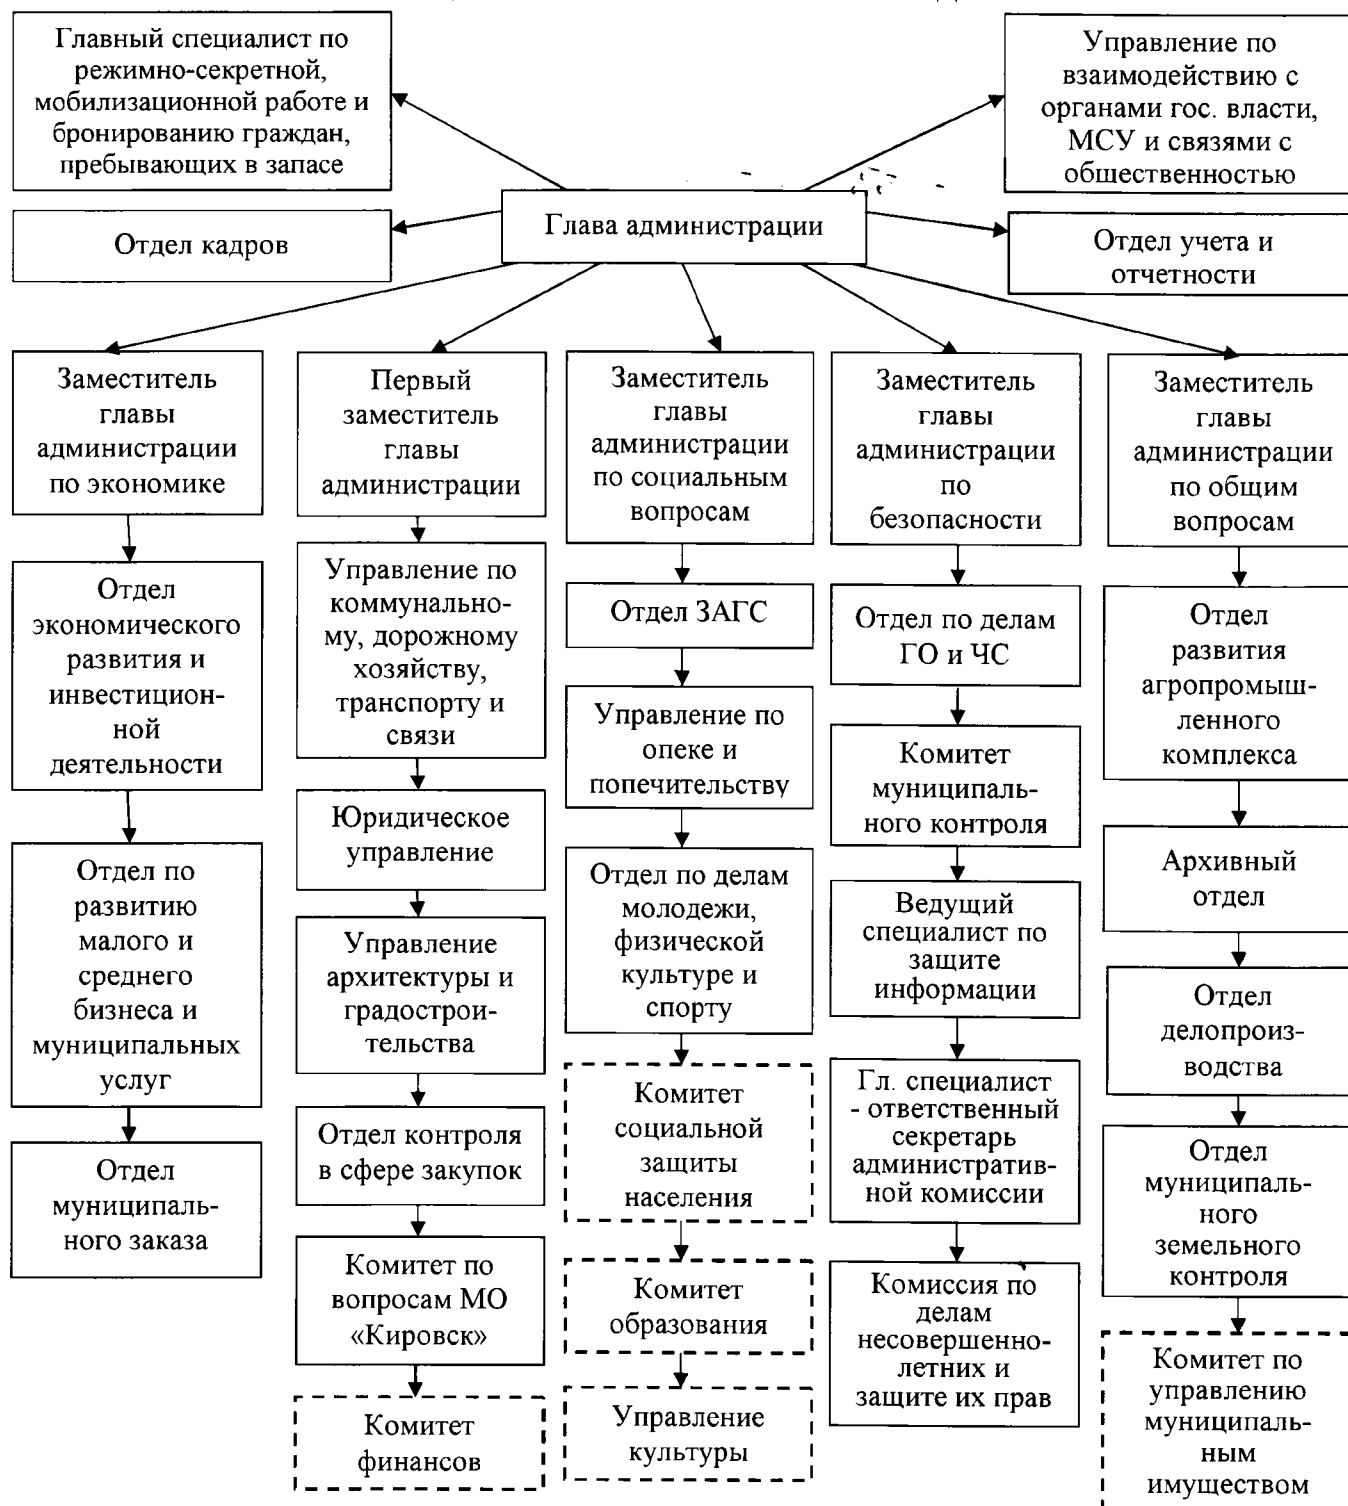 Главный специалист по
режимно-секретной,
мобилизационной работе и
бронированию граждан,
пребывающих в запасе
Управление по
взаимодействию с
органами гос. власти,
МСУ и связями с
общественностью
Глава администрации
Отдел кадров
Отдел учета и
отчетности
Заместитель
главы
администрации
по экономике
Отдел
экономического
развития и
инвестицион-
ной
деятельности
Отдел по
развитию
малого и
среднего
бизнеса и
муниципальных
услуг
Отдел
муниципаль-
ного заказа
Первый
заместитель
главы
администрации
Управление по
коммунально-
му, дорожному
хозяйству,
транспорту и
связи
Юридическое
управление
Управление
архитектуры и
градострои-
тельства
Отдел контроля
в сфере закупок
Комитет по
вопросам МО
«Кировск»
Комитет
финансов
Заместитель
главы
администрации
по социальным
вопросам
Отдел ЗАГС
Управление по
опеке и
попечительству
Отдел по делам
молодежи,
физической
культуре и
спорту
Комитет
социальной
защиты
населения
Комитет
образования
Управление
культуры
Заместитель
главы
администрации
по
безопасности
Отдел по делам
ГО и ЧС
Комитет
муниципаль-
ного контроля
Ведущий
специалист по
защите
информации
Гл. специалист
- ответственный
секретарь
административ-
ной комиссии
Комиссия по
делам
несовершенно-
летних и
защите их прав
Заместитель
главы
администрации
по общим
вопросам
Отдел
развития
агропромыш-
ленного
комплекса
Архивный
отдел
Отдел
делопроиз-
водства
Отдел
муниципаль-
ного
земельного
контроля
Комитет по
управлению
муниципаль-
ным
имуществом